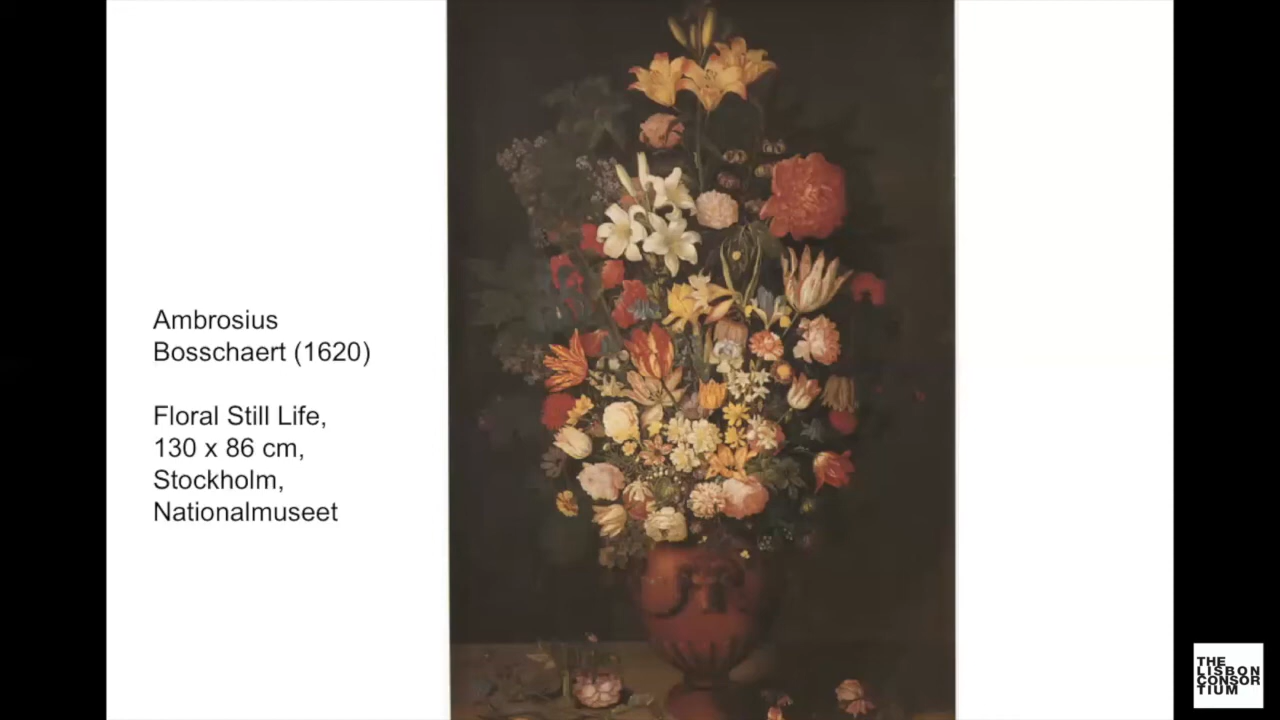 Ambrosius
Bosschaert (1620)
Floral Still Life,
130 x 86 cm,
Stockholm,
Nationalmuseet
THE
LISBON
CONSOR
TIUM